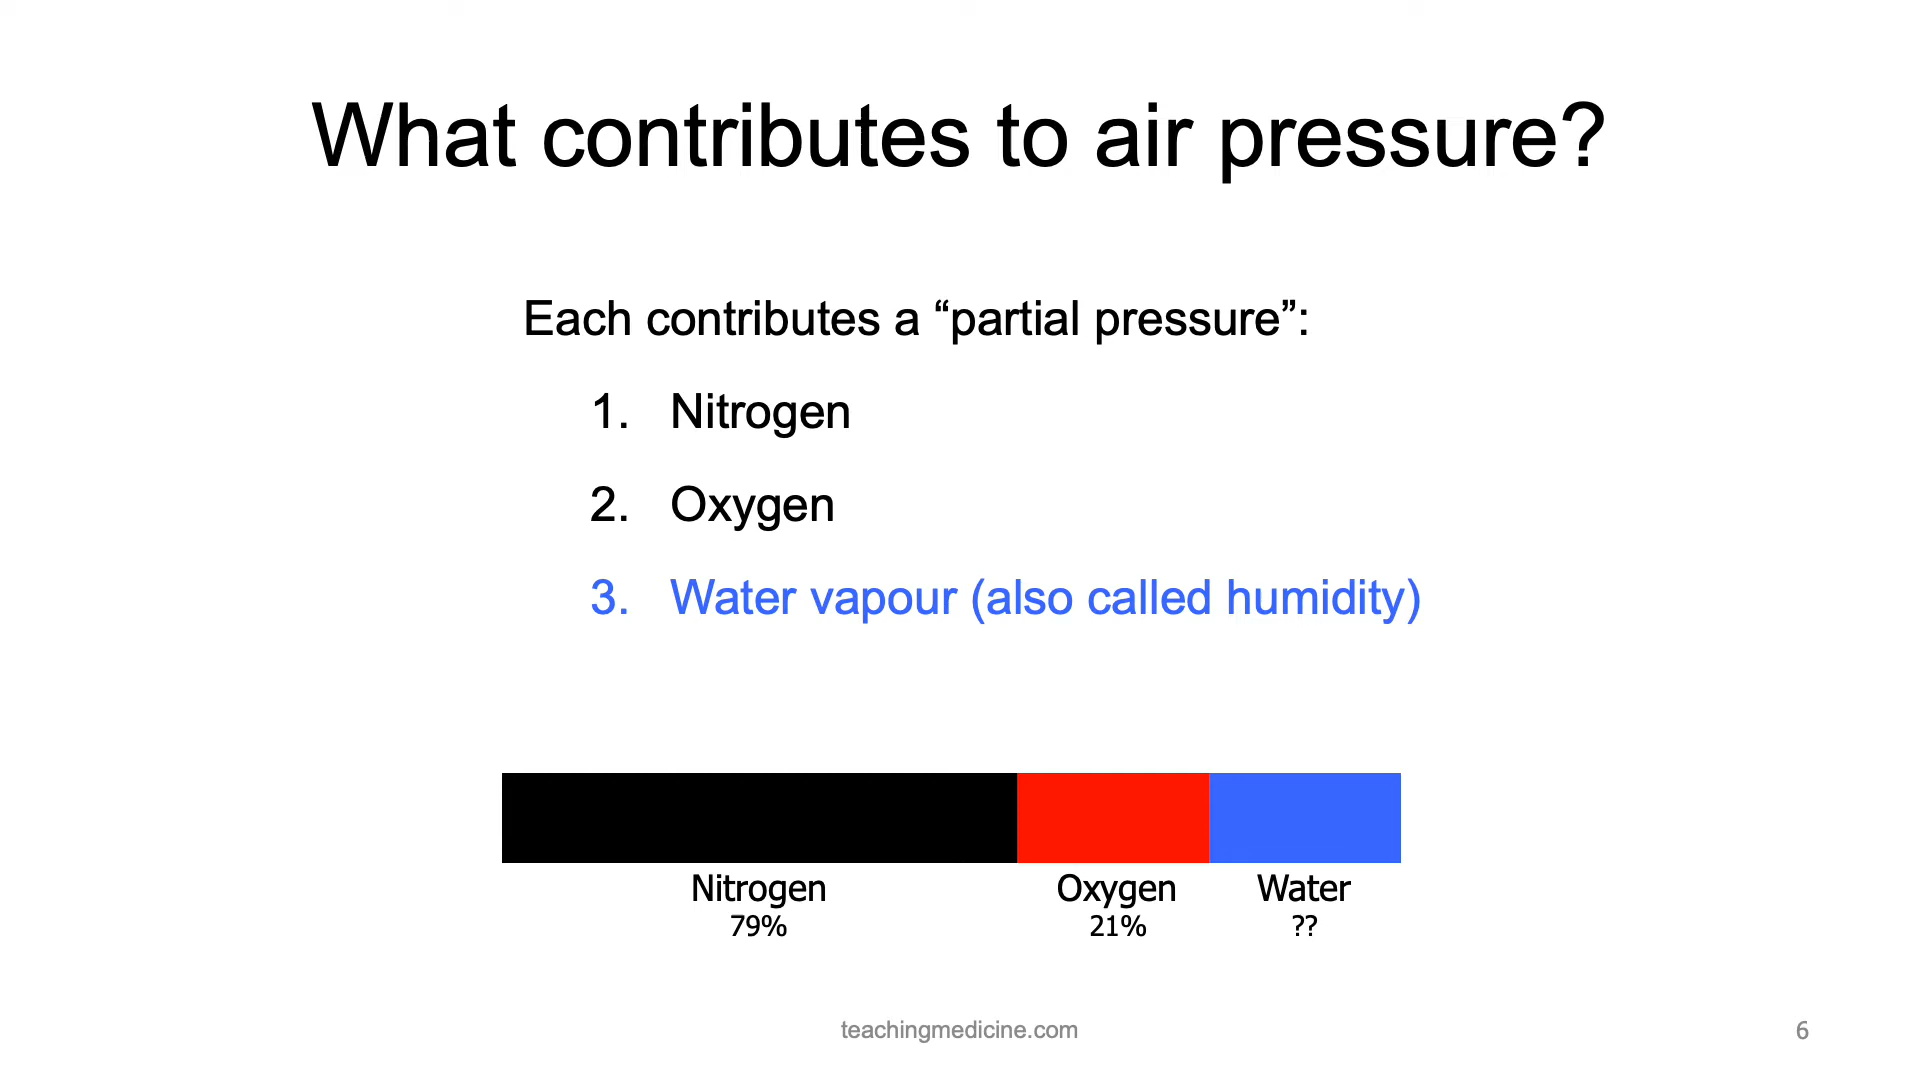 What contributes to air pressure?
Each contributes a “partial pressure”:
1. Nitrogen
2. Oxygen
3. Water vapour (also called humidity)
Nitrogen Oxygen Water
79% 21% ??
teachingmedicine.com 6